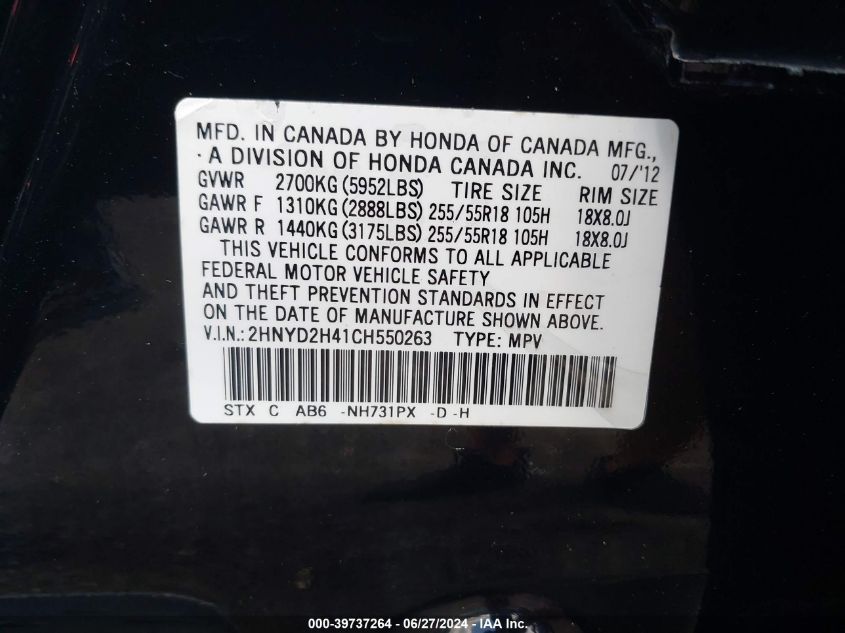 MFD. IN CANADA BY HONDA OF CANADA MFG.,
. A DIVISION OF HONDA CANADA INC. 07/'12
GVWR 2700KG (5952LBS) TIRE SIZE RIM SIZE
GAWR F 1310KG (2888LBS) 255/55R18 105H 18X8.0J
GAWR R 1440KG (3175LBS) 255/55R18 105H 18X8.0J
THIS VEHICLE CONFORMS TO ALL APPLICABLE
FEDERAL MOTOR VEHICLE SAFETY
AND THEFT PREVENTION STANDARDS IN EFFECT
ON THE DATE OF MANUFACTURE SHOWN ABOVE.
V.I.N.: 2HNYD2H41CH550263 TYPE: MPV
STX C AB6 -NH731PX -D -H
000-39737264 - 06/27/2024 - IAA Inc.